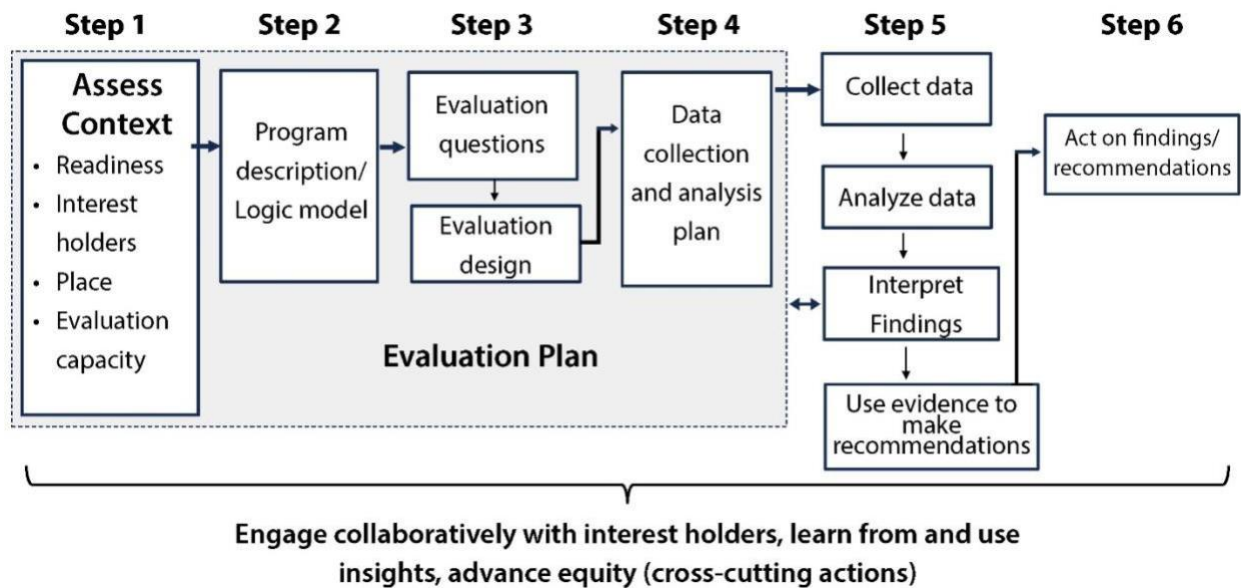 Step 1
Step 2
Step 3
Step 4
Step 5
Step 6
Assess
Context
• Readiness
• Interest
holders
• Place
• Evaluation
capacity
Program
description/
Logic model
Evaluation
questions
Evaluation
design
Data
collection
and analysis
plan
Evaluation Plan
Collect data
Analyze data
Interpret
Findings
Use evidence to
make
recommendations
Act on findings/
recommendations
Engage collaboratively with interest holders, learn from and use
insights, advance equity (cross-cutting actions)